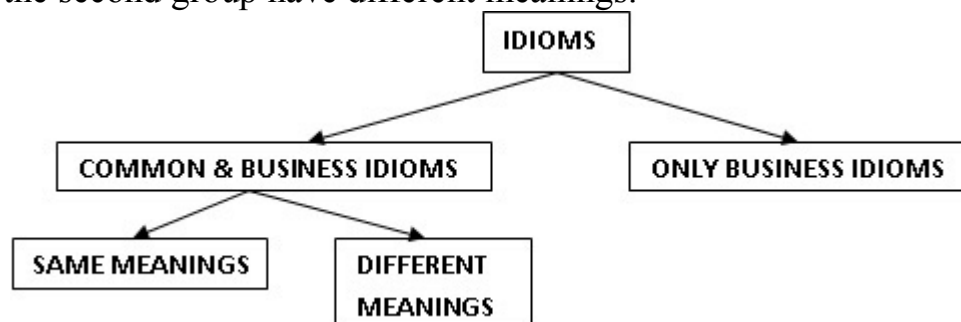 the second group have different meanings.
IDIOMS
COMMON & BUSINESS IDIOMS
ONLY BUSINESS IDIOMS
SAME MEANINGS
DIFFERENT
MEANINGS